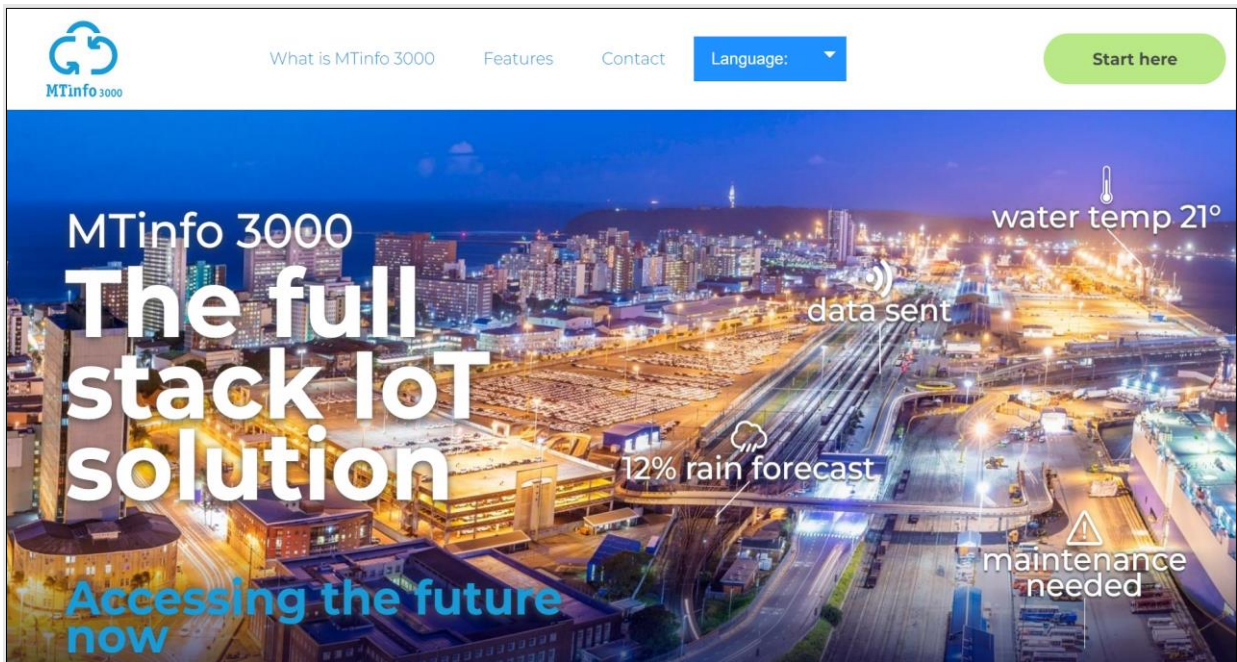 What is MTinfo 3000
Features
Contact
Language:
Start here
MTinfo 3000
MTinfo 3000
The full
stack IoT
solution
Accessing the future
now
water temp 21°
data sent
12% rain forecast
maintenance
needed